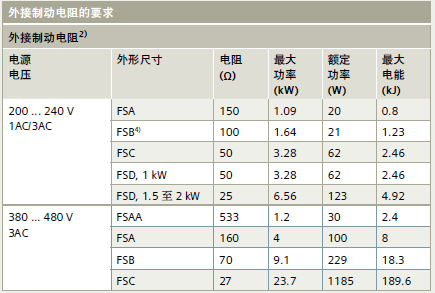 外接制动电阻的要求
外接制动电阻2)
电源电压 外形尺寸 电阻(Ω) 最大功率(kW) 额定功率(W) 最大电能(kJ)
200 ... 240 V 1AC/3AC FSA 150 1.09 20 0.8
FSB4) 100 1.64 21 1.23
FSC 50 3.28 62 2.46
FSD, 1 kW 50 3.28 62 2.46
FSD, 1.5 至 2 kW 25 6.56 123 4.92
380 ... 480 V 3AC FSAA 533 1.2 30 2.4
FSA 160 4 100 8
FSB 70 9.1 229 18.3
FSC 27 23.7 1185 189.6